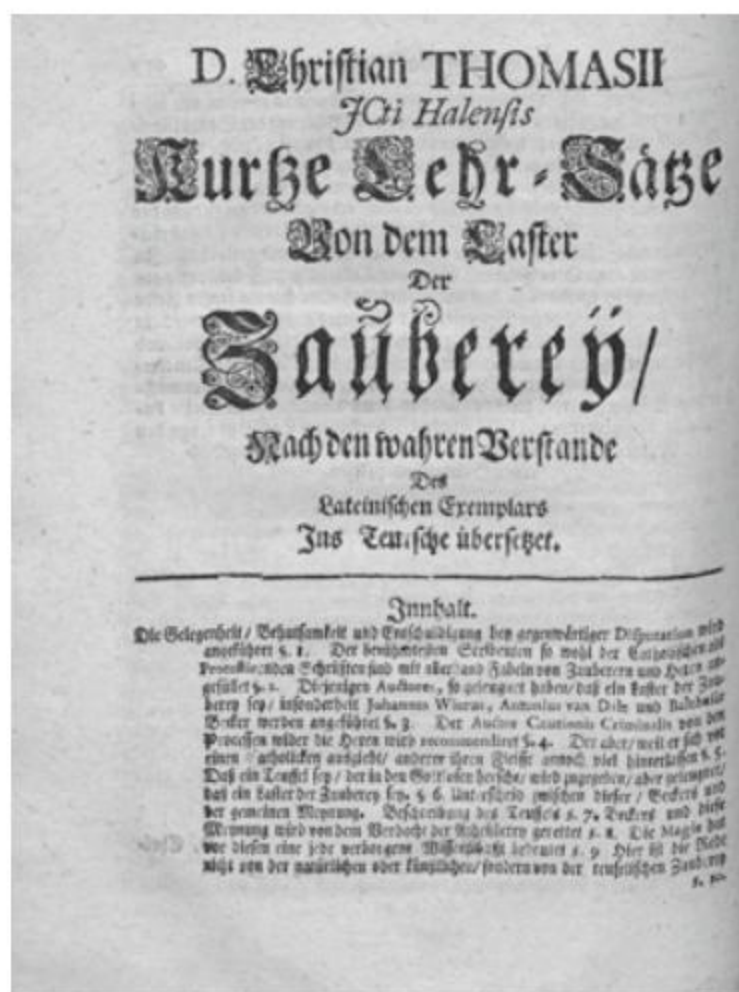 D. Christian THOMASII
JCti Halensis
Kurtze Lehr-Sätze
Von dem Laster
Der
Zauberey/
Nach den wahren Verstande
Des
Lateinischen Exemplars
Ins Teutsche übersetzet.
Innhalt.
Die Gelegenheit/ Behutsamkeit und Entschuldigung bey gegenwärtiger Disputation wird
angeführet §. 1. Der berühmtesten Scribenten so wohl der Catholischen als
Protestirenden Schrifften sind mit allerhand Fabeln von Zauberern und Hexen an-
gefüllet §. 2. Diejenigen Auctores, so geleugnet haben/ daß ein Laster der Zau-
berey sey/ insonderheit Johannes Wierus, Antonius van Dale und Balthasar
Becker werden angeführet §. 3. Der Auctor Cautionis Criminalis von den
Processen wider die Hexen wird recommendiret §. 4. Der aber/ weil er sich vor
einen Catholicken ausgiebt/ anderer ihren Fleisse annoch viel hinterlassen §. 5.
Daß ein Teuffel sey/ der in den Gottlosen herrsche/ wird zugegeben/ aber geleugnet/
daß ein Laster der Zauberey sey. §. 6. Unterscheid zwischen dieser / Beckers und
der gemeinen Meynung. Beschreibung des Teuffels §. 7. Beckers und diese
Meynung wird von dem Verdacht der Atheisterey gerettet §. 8. Die Magie hat
vor diesen eine jede verborgene Wissenschafft bedeutet §. 9 Hier ist die Rede
nicht von der natürlichen oder künstlichen/ sondern von der teufelischen Zauberey
§. 10.